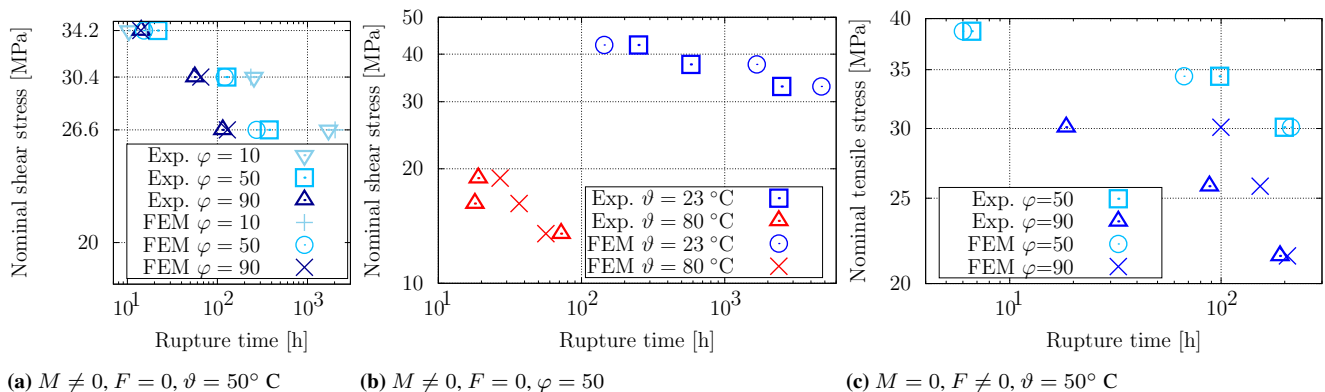 34.2
30.4
26.6
20
Nominal shear stress [MPa]
Exp. φ = 10
Exp. φ = 50
Exp. φ = 90
FEM φ = 10
FEM φ = 50
FEM φ = 90
10¹ 10² 10³
Rupture time [h]
(a) M ≠ 0, F = 0, ϑ = 50° C
50
40
30
20
10
Nominal shear stress [MPa]
Exp. ϑ = 23 °C
Exp. ϑ = 80 °C
FEM ϑ = 23 °C
FEM ϑ = 80 °C
10¹ 10² 10³
Rupture time [h]
(b) M ≠ 0, F = 0, φ = 50
40
35
30
25
20
Nominal tensile stress [MPa]
Exp. φ=50
Exp. φ=90
FEM φ=50
FEM φ=90
10¹ 10²
Rupture time [h]
(c) M = 0, F ≠ 0, ϑ = 50° C